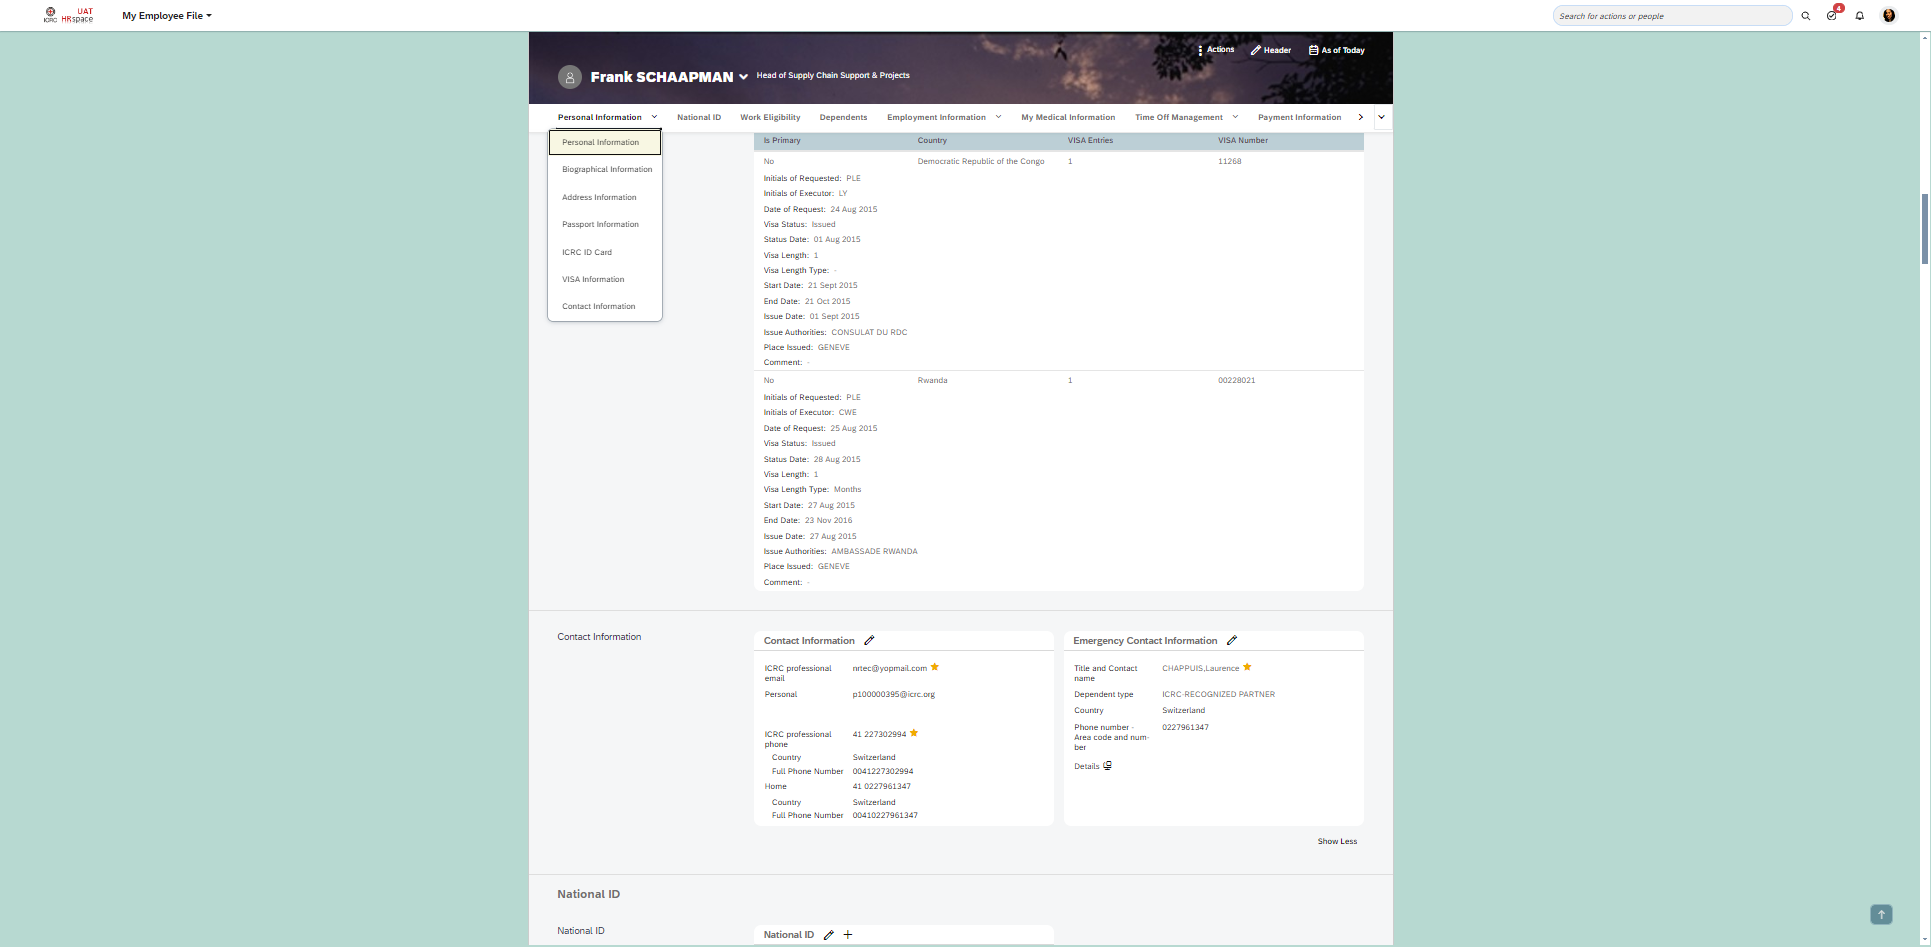 UAT
ICRC HRspace
My Employee File
Search for actions or people
4
Actions
Header
As of Today
Frank SCHAAPMAN
Head of Supply Chain Support & Projects
Personal Information
National ID
Work Eligibility
Dependents
Employment Information
My Medical Information
Time Off Management
Payment Information
Personal Information
Biographical Information
Address Information
Passport Information
ICRC ID Card
VISA Information
Contact Information
Is Primary Country VISA Entries VISA Number
No Democratic Republic of the Congo 1 11268
Initials of Requested: PLE
Initials of Executor: LY
Date of Request: 24 Aug 2015
Visa Status: Issued
Status Date: 01 Aug 2015
Visa Length: 1
Visa Length Type: -
Start Date: 21 Sept 2015
End Date: 21 Oct 2015
Issue Date: 01 Sept 2015
Issue Authorities: CONSULAT DU RDC
Place Issued: GENEVE
Comment: -
No Rwanda 1 00228021
Initials of Requested: PLE
Initials of Executor: CWE
Date of Request: 25 Aug 2015
Visa Status: Issued
Status Date: 28 Aug 2015
Visa Length: 1
Visa Length Type: Months
Start Date: 27 Aug 2015
End Date: 23 Nov 2016
Issue Date: 27 Aug 2015
Issue Authorities: AMBASSADE RWANDA
Place Issued: GENEVE
Comment: -
Contact Information
Contact Information
ICRC professional email nrtec@yopmail.com
Personal p100000395@icrc.org
ICRC professional phone 41 227302994
Country Switzerland
Full Phone Number 0041227302994
Home 41 0227961347
Country Switzerland
Full Phone Number 00410227961347
Emergency Contact Information
Title and Contact name CHAPPUIS,Laurence
Dependent type ICRC-RECOGNIZED PARTNER
Country Switzerland
Phone number - 0227961347
Area code and num-
ber
Details
Show Less
National ID
National ID
National ID